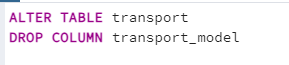 ALTER TABLE transport
DROP COLUMN transport_model